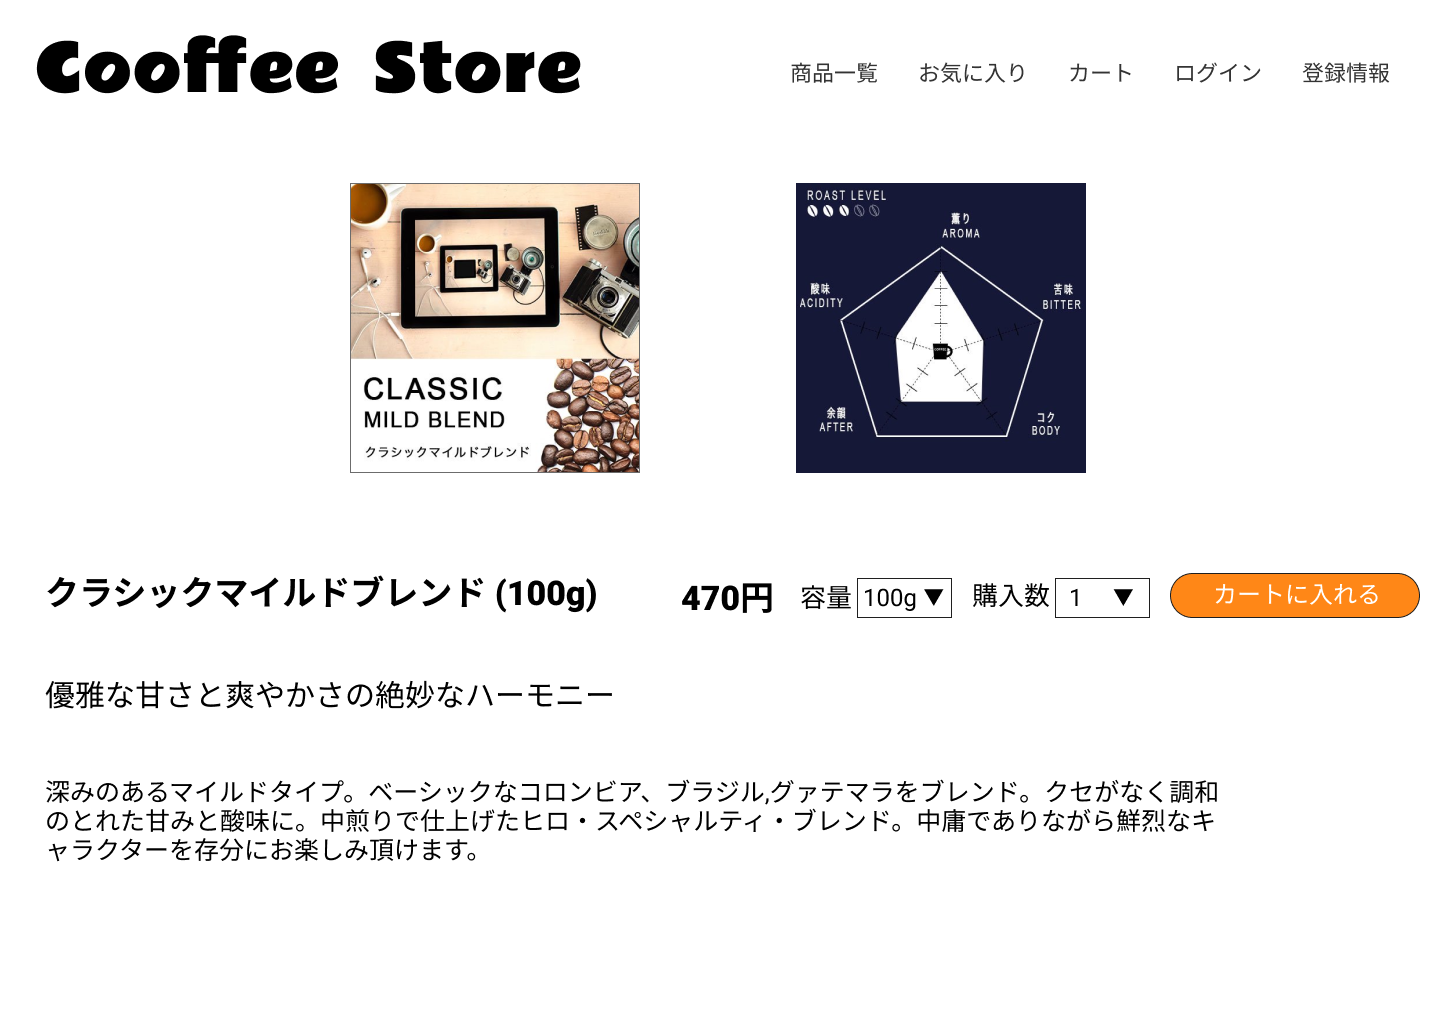 Cooffee Store
商品一覧 お気に入り カート ログイン 登録情報
CLASSIC
MILD BLEND
クラシックマイルドブレンド
ROAST LEVEL
薫り
AROMA
酸味
ACIDITY
苦味
BITTER
余韻
AFTER
コク
BODY
クラシックマイルドブレンド (100g)
470円 容量 100g ▼ 購入数 1 ▼ カートに入れる
優雅な甘さと爽やかさの絶妙なハーモニー
深みのあるマイルドタイプ。ベーシックなコロンビア、ブラジル,グァテマラをブレンド。クセがなく調和
のとれた甘みと酸味に。中煎りで仕上げたヒロ・スペシャルティ・ブレンド。中庸でありながら鮮烈なキ
ャラクターを存分にお楽しみ頂けます。